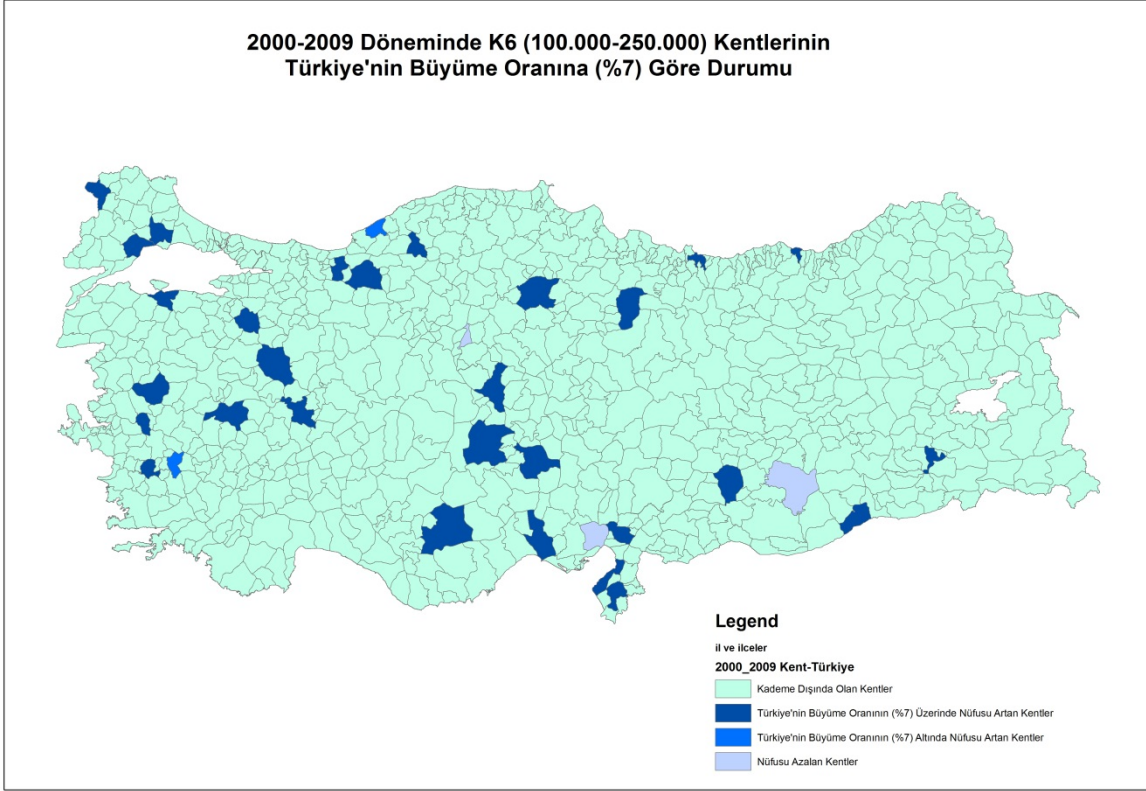 2000-2009 Döneminde K6 (100.000-250.000) Kentlerinin
Türkiye'nin Büyüme Oranına (%7) Göre Durumu
Legend
il ve ilceler
2000_2009 Kent-Türkiye
Kademe Dışında Olan Kentler
Türkiye'nin Büyüme Oranının (%7) Üzerinde Nüfusu Artan Kentler
Türkiye'nin Büyüme Oranının (%7) Altında Nüfusu Artan Kentler
Nüfusu Azalan Kentler